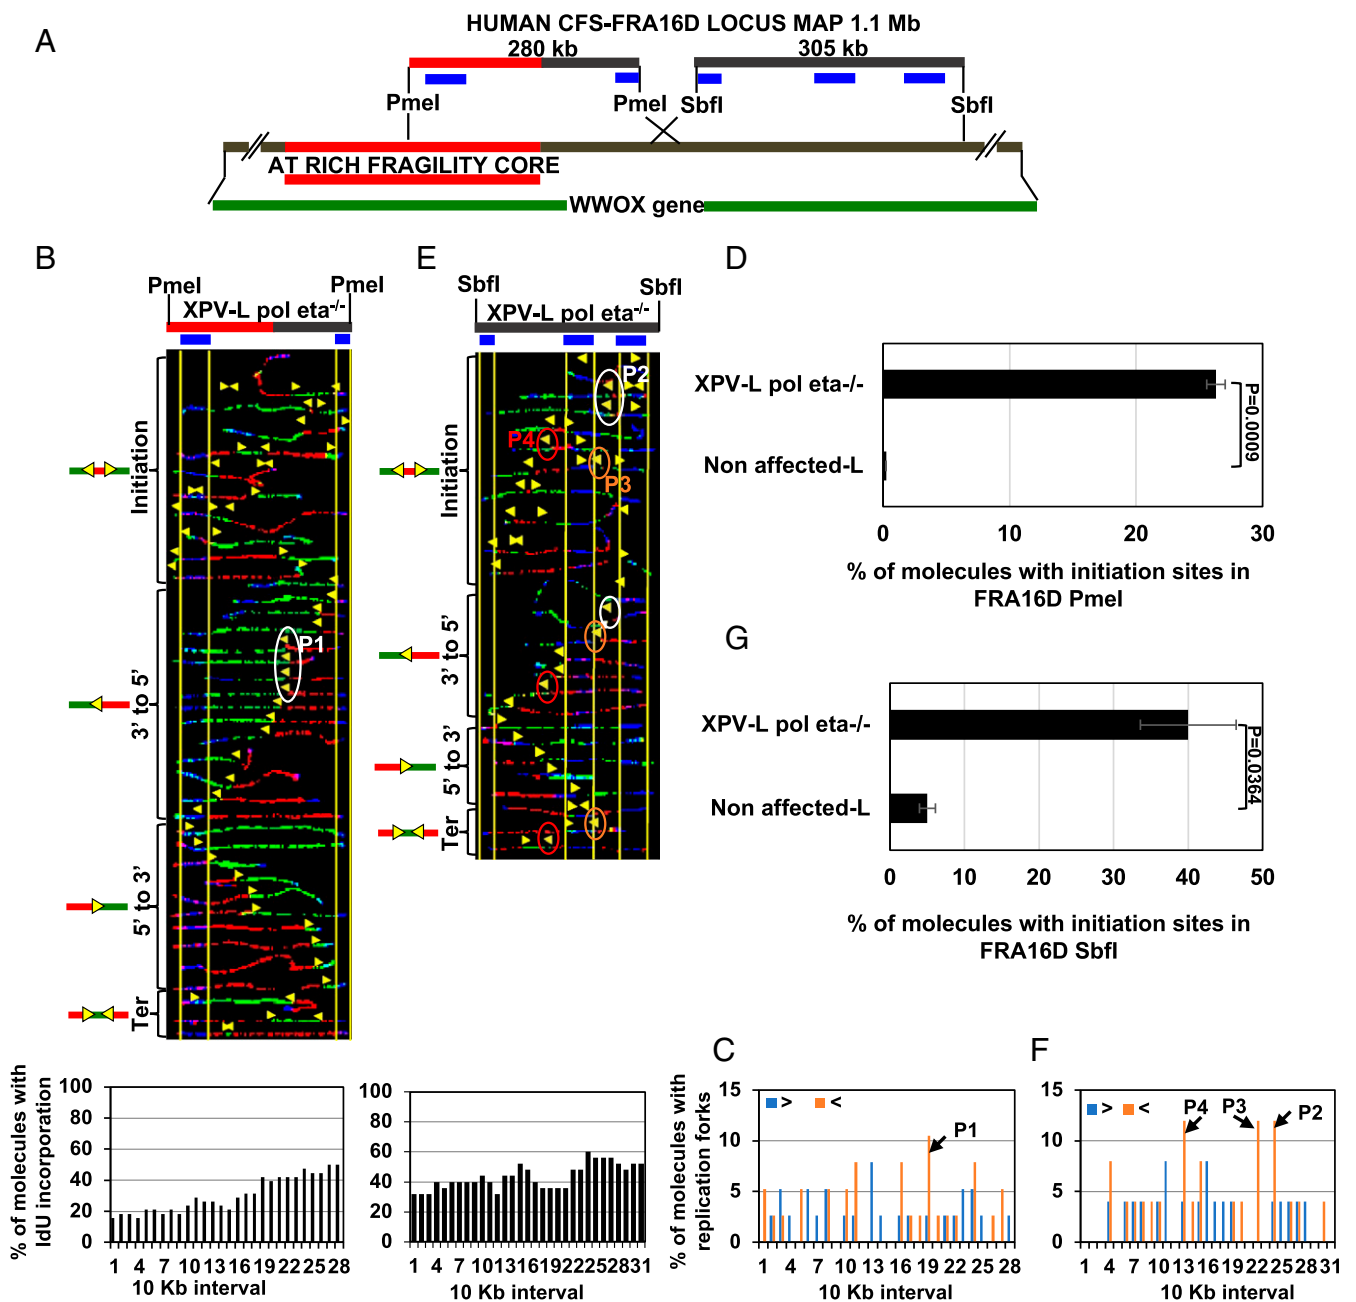 A
HUMAN CFS-FRA16D LOCUS MAP 1.1 Mb
280 kb
305 kb
PmeI
PmeI
SbfI
SbfI
AT RICH FRAGILITY CORE
WWOX gene
B
PmeI
PmeI
XPV-L pol eta-/-
Initiation
3' to 5'
5' to 3'
Ter
P1
E
SbfI
SbfI
XPV-L pol eta-/-
Initiation
3' to 5'
5' to 3'
Ter
P2
P4
P3
D
XPV-L pol eta-/-
Non affected-L
P=0.0009
0 10 20 30
% of molecules with initiation sites in
FRA16D PmeI
G
XPV-L pol eta-/-
Non affected-L
P=0.0364
0 10 20 30 40 50
% of molecules with initiation sites in
FRA16D SbfI
% of molecules with
IdU incorporation
100
80
60
40
20
0
1 4 7 10 13 16 19 22 25 28
10 Kb interval
100
80
60
40
20
0
1 4 7 10 13 16 19 22 25 28 31
10 Kb interval
C
% of molecules with
replication forks
15
10
5
0
> <
P1
1 4 7 10 13 16 19 22 25 28
10 Kb interval
F
15
10
5
0
> <
P4 P3 P2
1 4 7 10 13 16 19 22 25 28 31
10 Kb interval